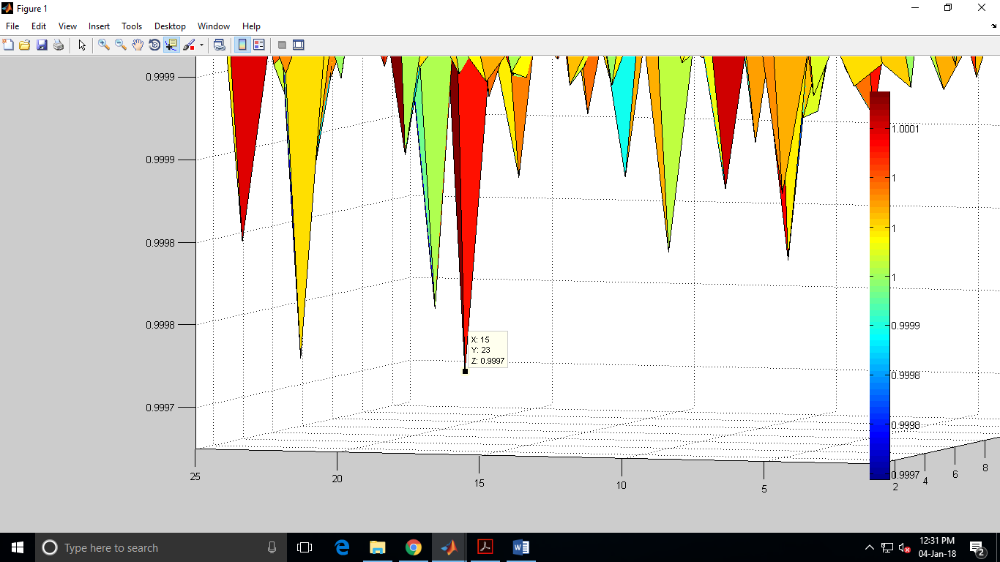 Figure 1
File Edit View Insert Tools Desktop Window Help
0.9999
0.9999
0.9998
0.9998
0.9997
X: 15
Y: 23
Z: 0.9997
1.0001
1
1
1
0.9999
0.9998
0.9998
0.9997
25
20
15
10
5
2
4
6
8
Type here to search
12:31 PM
04-Jan-18
2